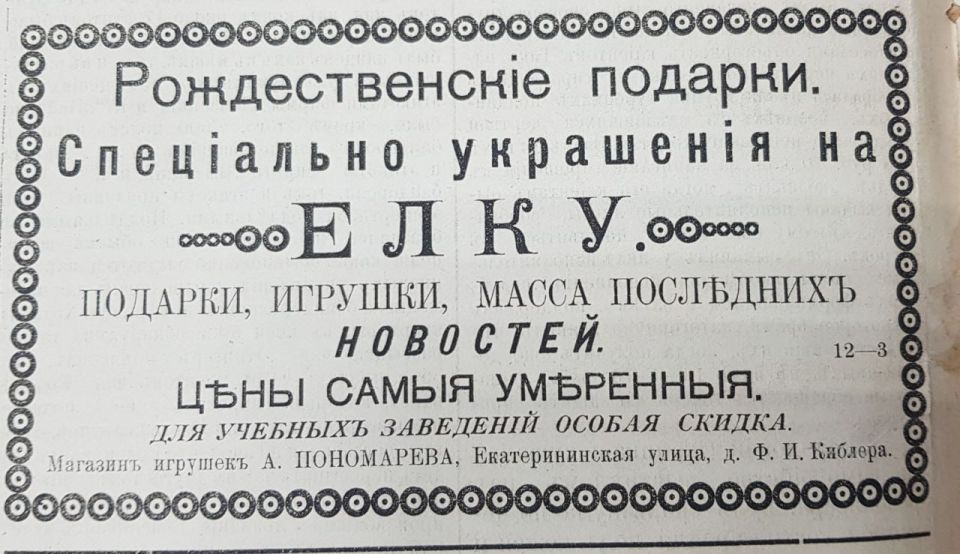 Рождественскіе подарки.
Спеціально украшенія на
ЕЛКУ.
ПОДАРКИ, ИГРУШКИ, МАССА ПОСЛѢДНИХЪ
НОВОСТЕЙ.
12—3
ЦѢНЫ САМЫЯ УМѢРЕННЫЯ
ДЛЯ УЧЕБНЫХЪ ЗАВЕДЕНІЙ ОСОБАЯ СКИДКА.
Магазинъ игрушекъ А. ПОНОМАРЕВА, Екатерининская улица, д. Ф. И. Киблера.